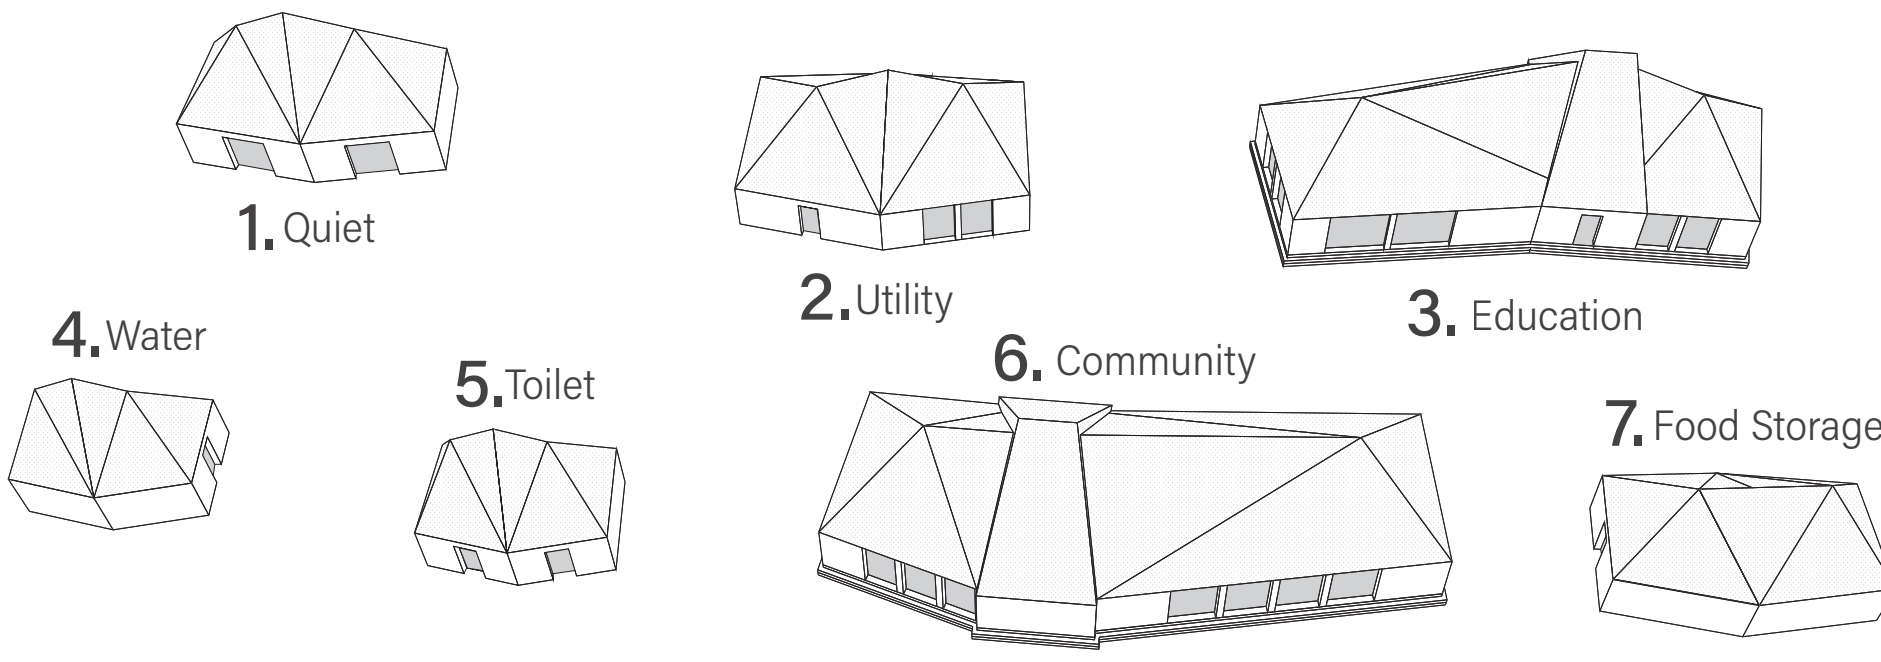 1. Quiet
2. Utility
3. Education
4. Water
5. Toilet
6. Community
7. Food Storage